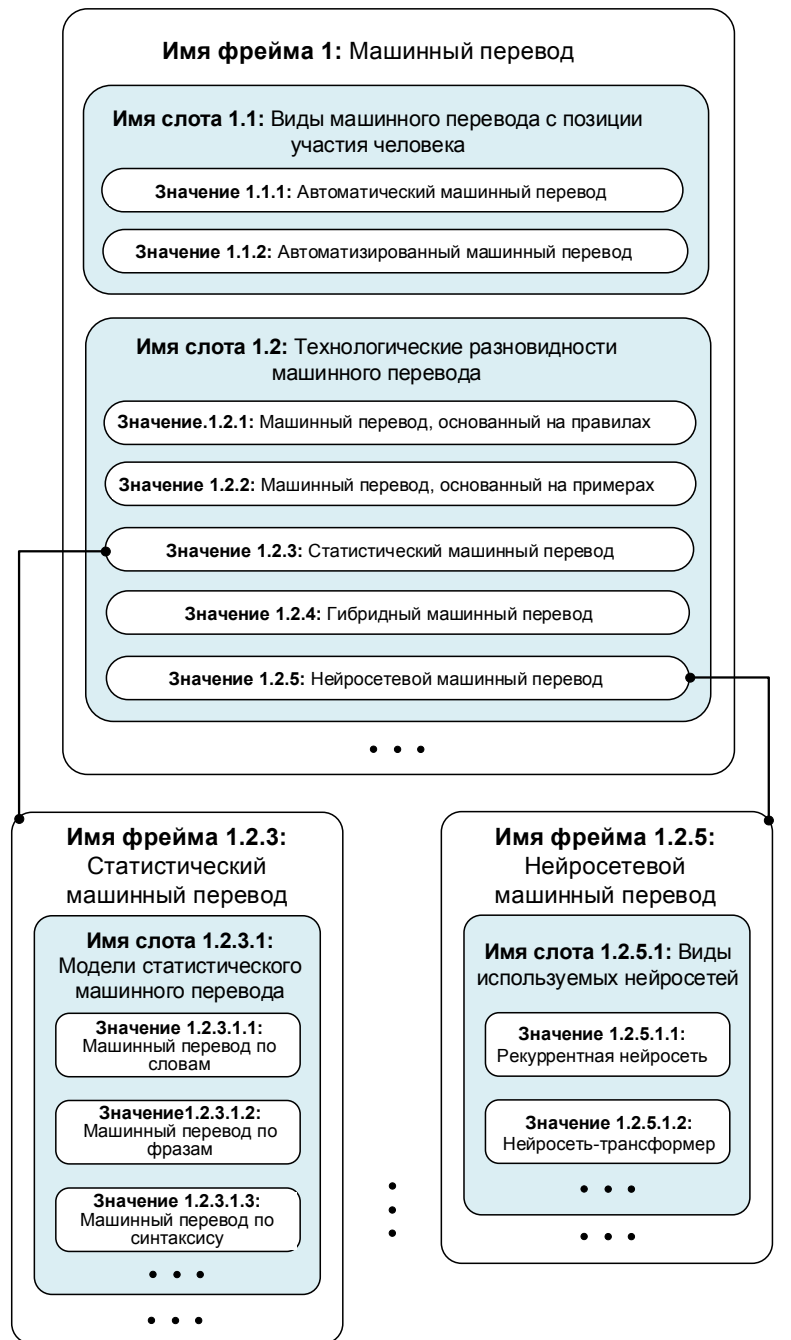 Имя фрейма 1: Машинный перевод
Имя слота 1.1: Виды машинного перевода с позиции
участия человека
Значение 1.1.1: Автоматический машинный перевод
Значение 1.1.2: Автоматизированный машинный перевод
Имя слота 1.2: Технологические разновидности
машинного перевода
Значение.1.2.1: Машинный перевод, основанный на правилах
Значение 1.2.2: Машинный перевод, основанный на примерах
Значение 1.2.3: Статистический машинный перевод
Значение 1.2.4: Гибридный машинный перевод
Значение 1.2.5: Нейросетевой машинный перевод
• • •
Имя фрейма 1.2.3:
Статистический
машинный перевод
Имя слота 1.2.3.1:
Модели статистического
машинного перевода
Значение 1.2.3.1.1:
Машинный перевод по
словам
Значение1.2.3.1.2:
Машинный перевод по
фразам
Значение 1.2.3.1.3:
Машинный перевод по
синтаксису
• • •
• • •
Имя фрейма 1.2.5:
Нейросетевой
машинный перевод
Имя слота 1.2.5.1: Виды
используемых нейросетей
Значение 1.2.5.1.1:
Рекуррентная нейросеть
Значение 1.2.5.1.2:
Нейросеть-трансформер
• • •
• • •